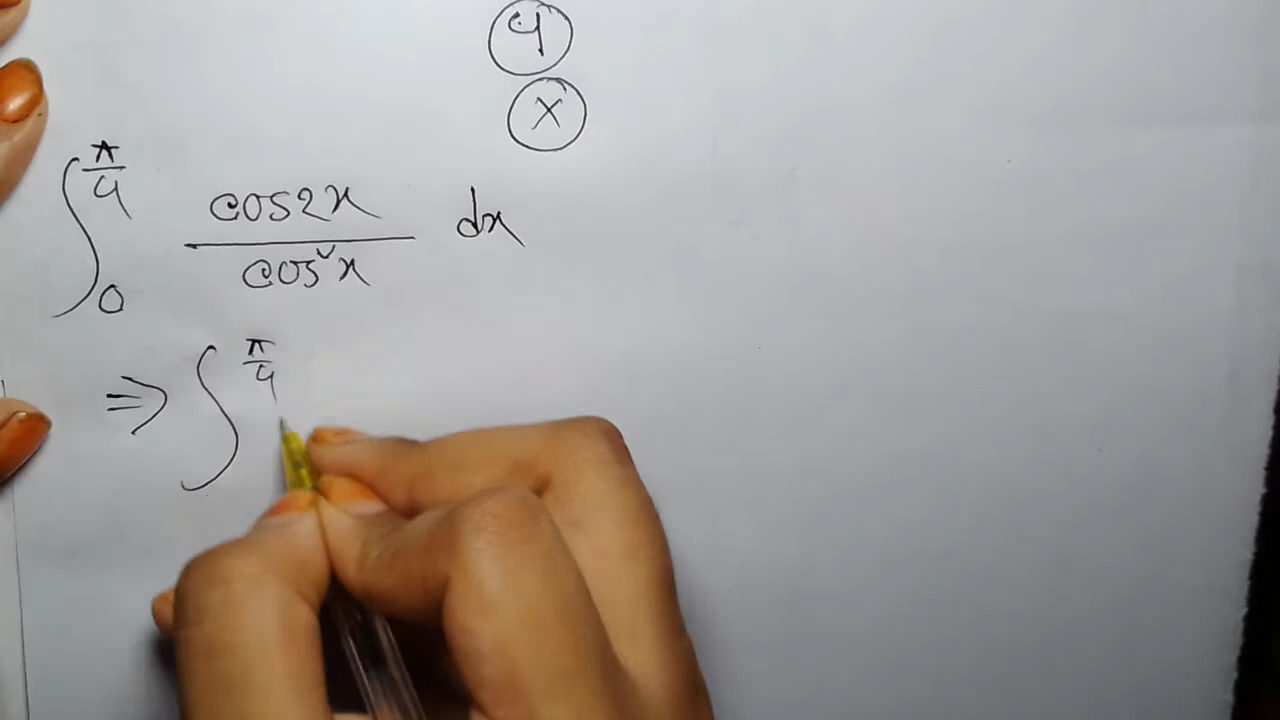 4
x
∫₀^(π/4) cos2x / cos²x dx
⇒ ∫^(π/4)